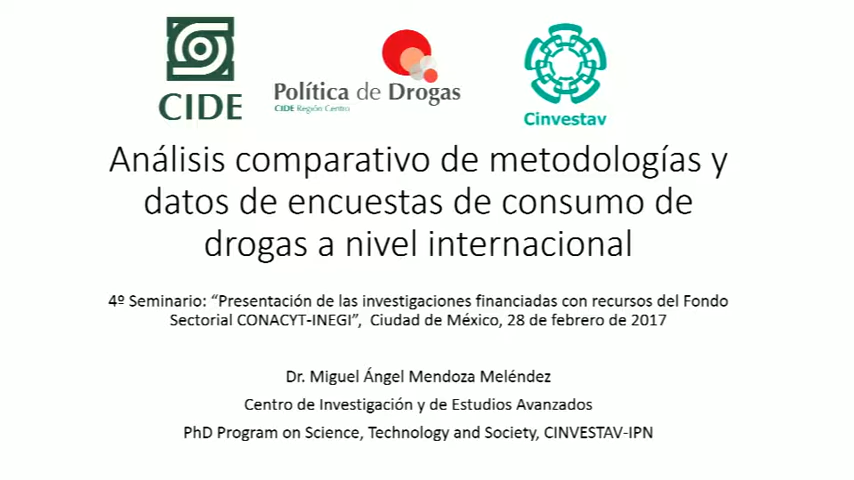 CIDE
Política de Drogas
CIDE Región Centro
Cinvestav
Análisis comparativo de metodologías y
datos de encuestas de consumo de
drogas a nivel internacional
4º Seminario: “Presentación de las investigaciones financiadas con recursos del Fondo
Sectorial CONACYT-INEGI”, Ciudad de México, 28 de febrero de 2017
Dr. Miguel Ángel Mendoza Meléndez
Centro de Investigación y de Estudios Avanzados
PhD Program on Science, Technology and Society, CINVESTAV-IPN